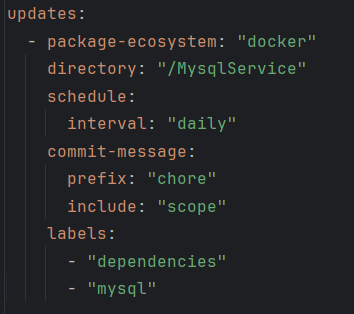 updates:
  - package-ecosystem: "docker"
    directory: "/MysqlService"
    schedule:
      interval: "daily"
    commit-message:
      prefix: "chore"
      include: "scope"
    labels:
      - "dependencies"
      - "mysql"